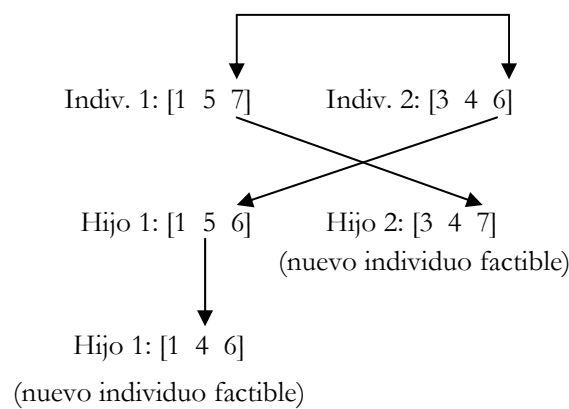 Indiv. 1: [1 5 7] Indiv. 2: [3 4 6]
Hijo 1: [1 5 6] Hijo 2: [3 4 7]
(nuevo individuo factible)
Hijo 1: [1 4 6]
(nuevo individuo factible)